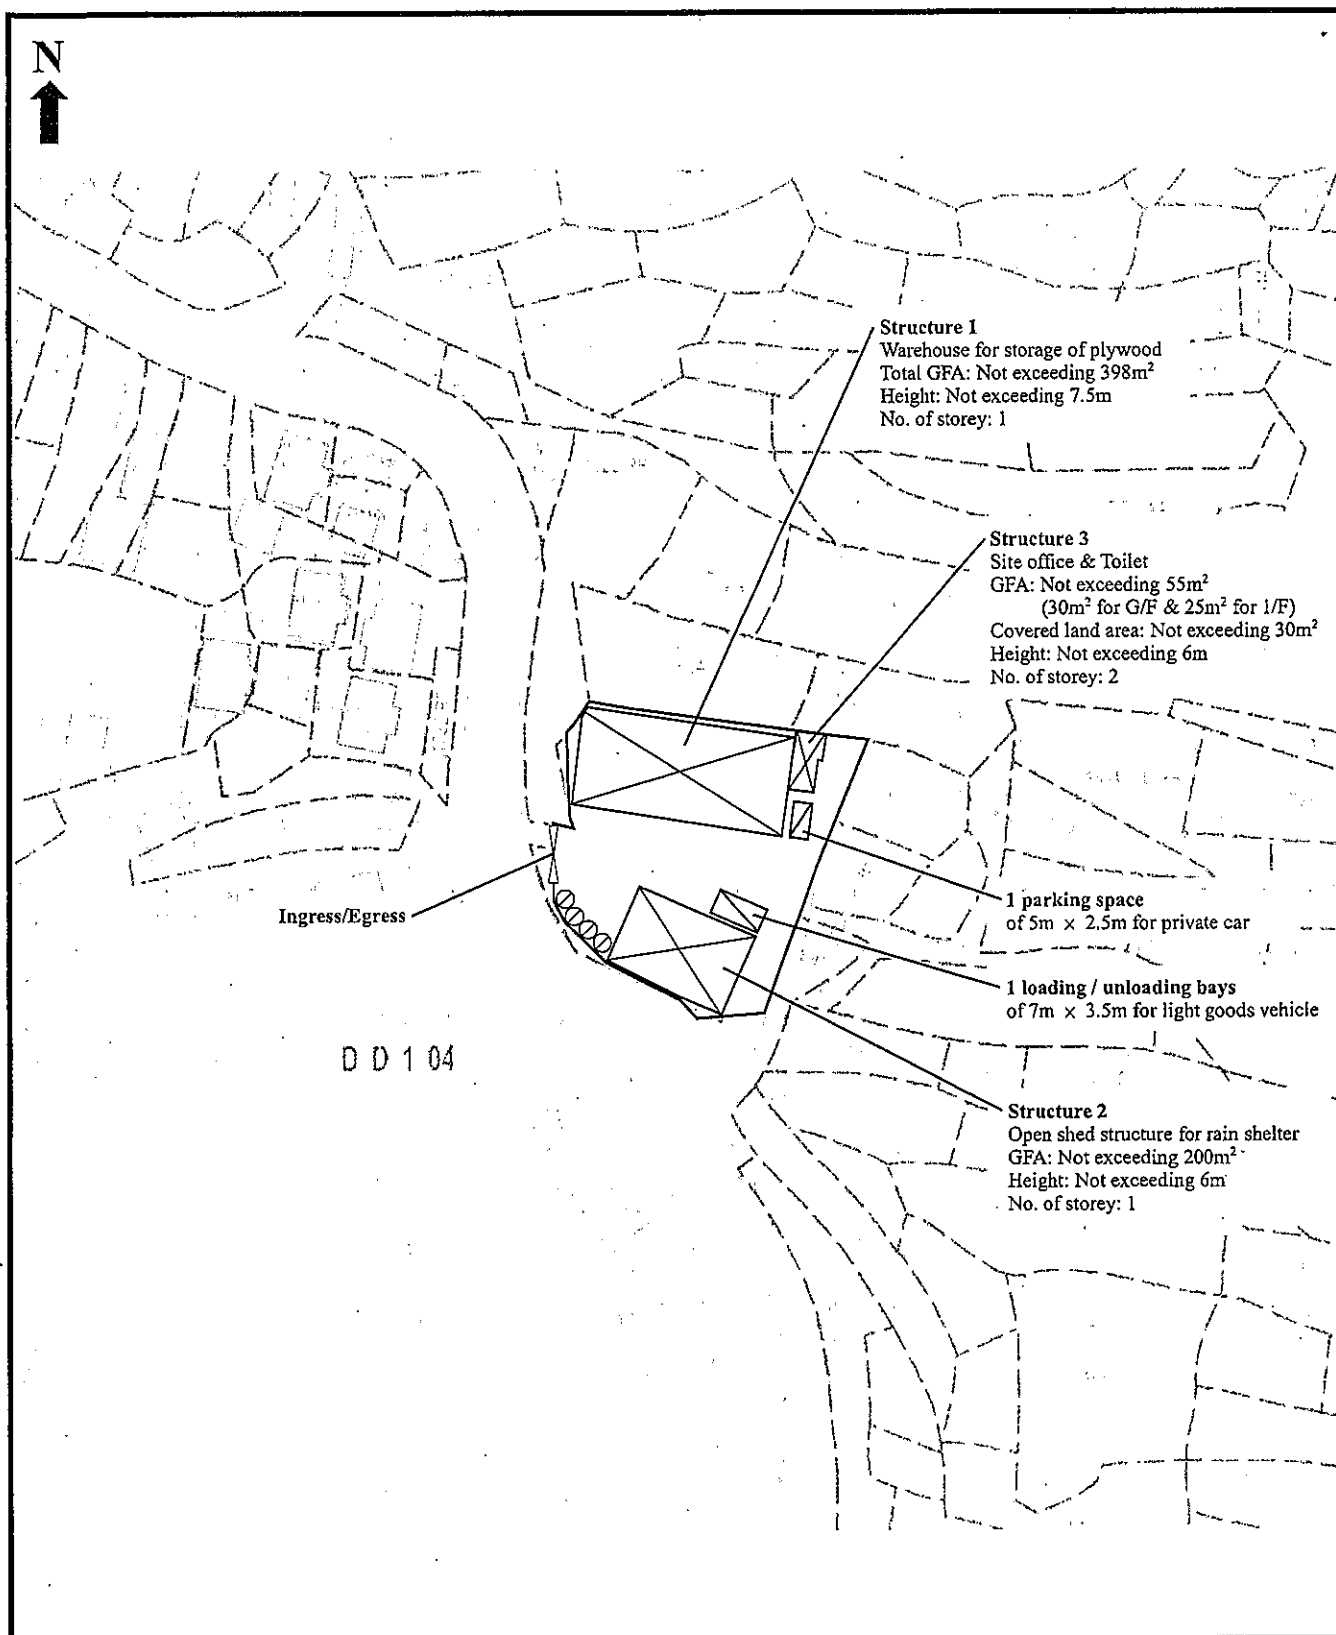 N
Structure 1
Warehouse for storage of plywood
Total GFA: Not exceeding 398m²
Height: Not exceeding 7.5m
No. of storey: 1
Structure 3
Site office & Toilet
GFA: Not exceeding 55m²
(30m² for G/F & 25m² for 1/F)
Covered land area: Not exceeding 30m²
Height: Not exceeding 6m
No. of storey: 2
1 parking space
of 5m × 2.5m for private car
Ingress/Egress
1 loading / unloading bays
of 7m × 3.5m for light goods vehicle
D D 1 04
Structure 2
Open shed structure for rain shelter
GFA: Not exceeding 200m²
Height: Not exceeding 6m
No. of storey: 1